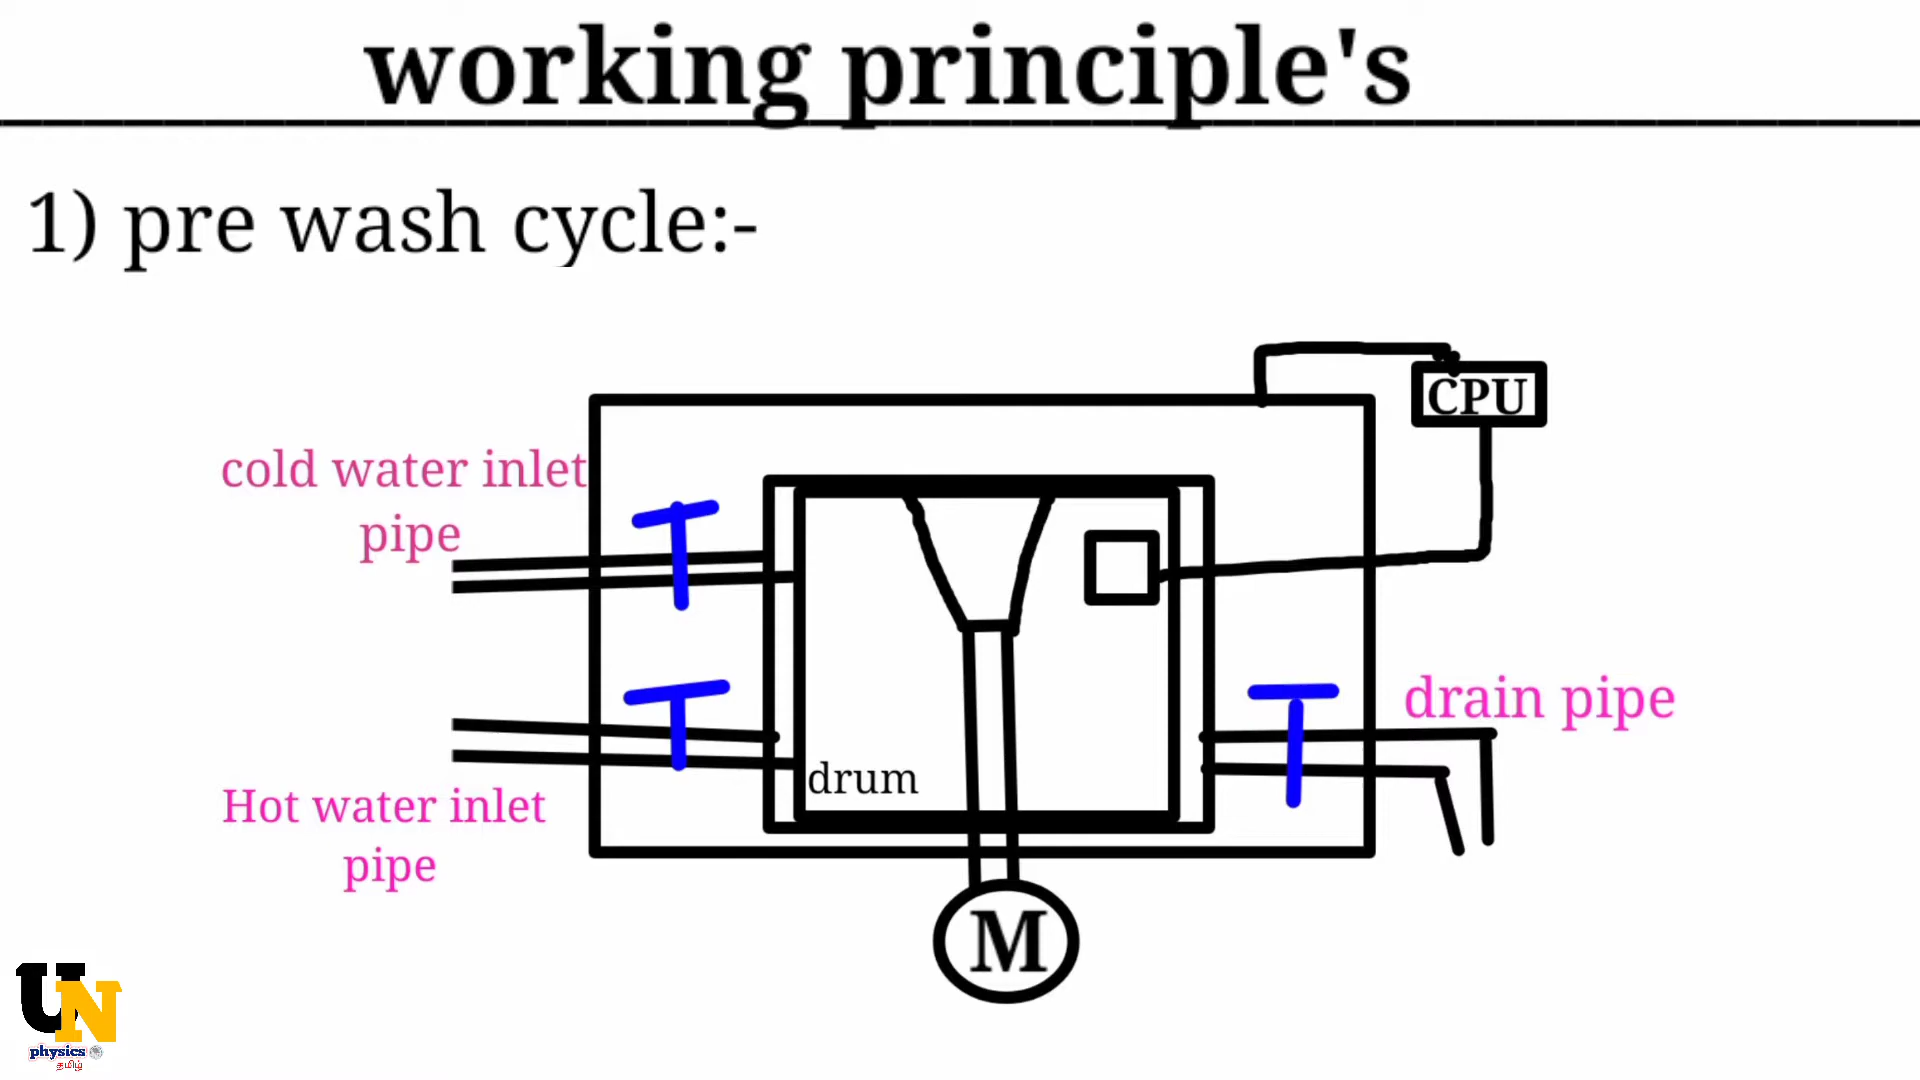 working principle's
1) pre wash cycle:-
CPU
cold water inlet
pipe
drain pipe
drum
Hot water inlet
pipe
M
UN
physics
தமிழ்